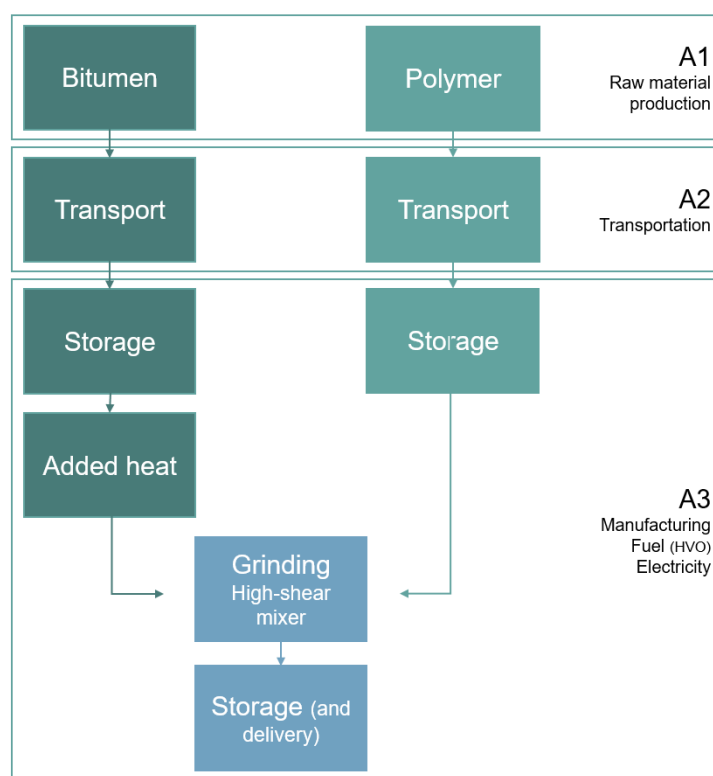 Bitumen
Polymer
A1
Raw material
production
Transport
Transport
A2
Transportation
Storage
Storage
Added heat
A3
Manufacturing
Fuel (HVO)
Electricity
Grinding
High-shear
mixer
Storage (and
delivery)